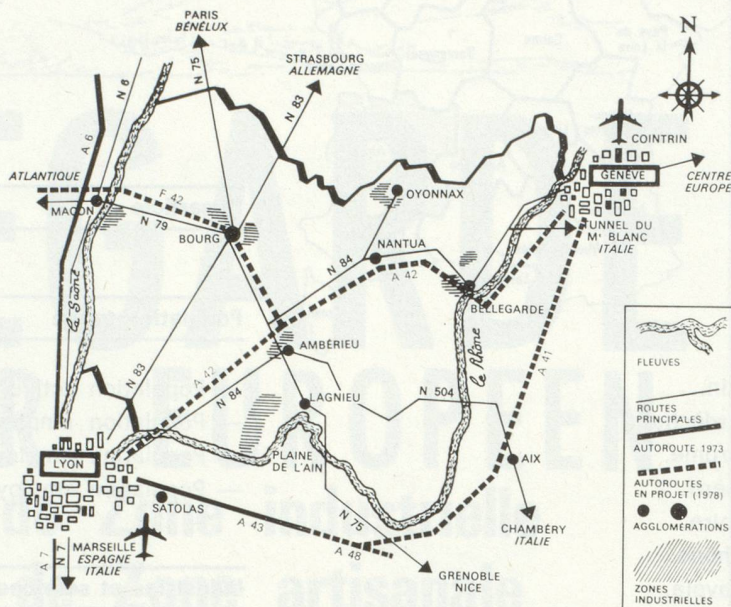 PARIS
BÉNÉLUX
STRASBOURG
ALLEMAGNE
N 75
N 83
N 6
A 6
N
COINTRIN
GENÈVE
CENTRE
EUROPE
ATLANTIQUE
MACON
F 42
N 79
BOURG
OYONNAX
NANTUA
N 84
A 42
TUNNEL DU
Mt BLANC
ITALIE
BELLEGARDE
la Saône
le Rhône
A 41
AMBÉRIEU
A 42
N 83
N 84
LAGNIEU
N 504
PLAINE
DE L'AIN
AIX
LYON
SATOLAS
A 43
N 75
A 48
CHAMBÉRY
ITALIE
GRENOBLE
NICE
A 7
N 7
MARSEILLE
ESPAGNE
ITALIE
FLEUVES
ROUTES
PRINCIPALES
AUTOROUTE 1973
AUTOROUTES
EN PROJET (1978)
AGGLOMÉRATIONS
ZONES
INDUSTRIELLES